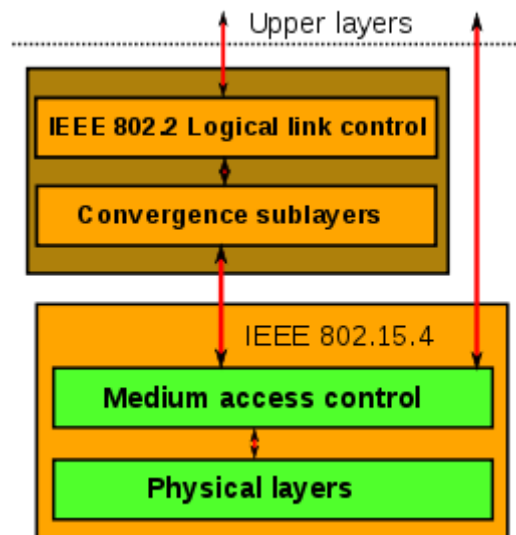 Upper layers
IEEE 802.2 Logical link control
Convergence sublayers
IEEE 802.15.4
Medium access control
Physical layers